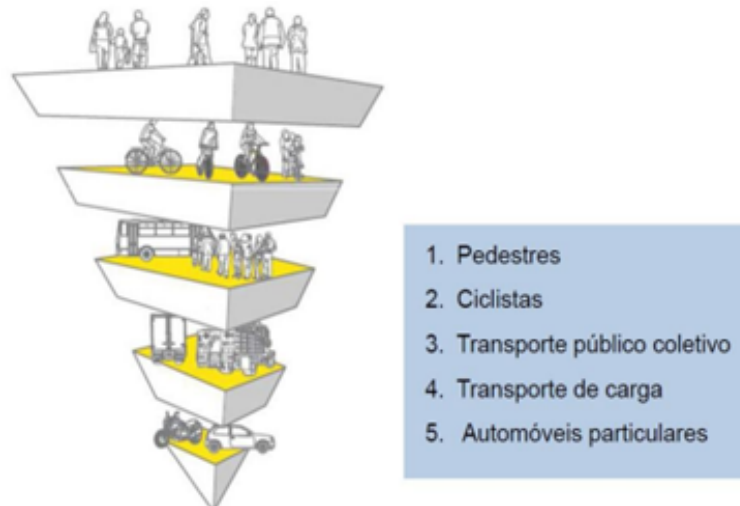 1. Pedestres
2. Ciclistas
3. Transporte público coletivo
4. Transporte de carga
5. Automóveis particulares